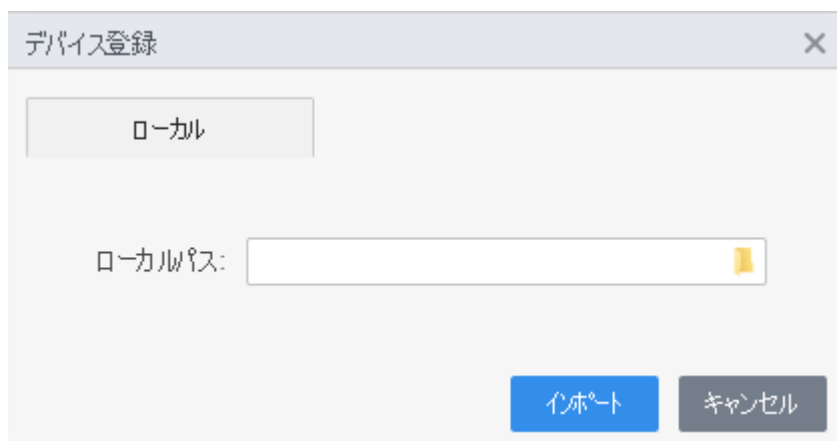 デバイス登録
ローカル
ローカルパス:
インポート
キャンセル